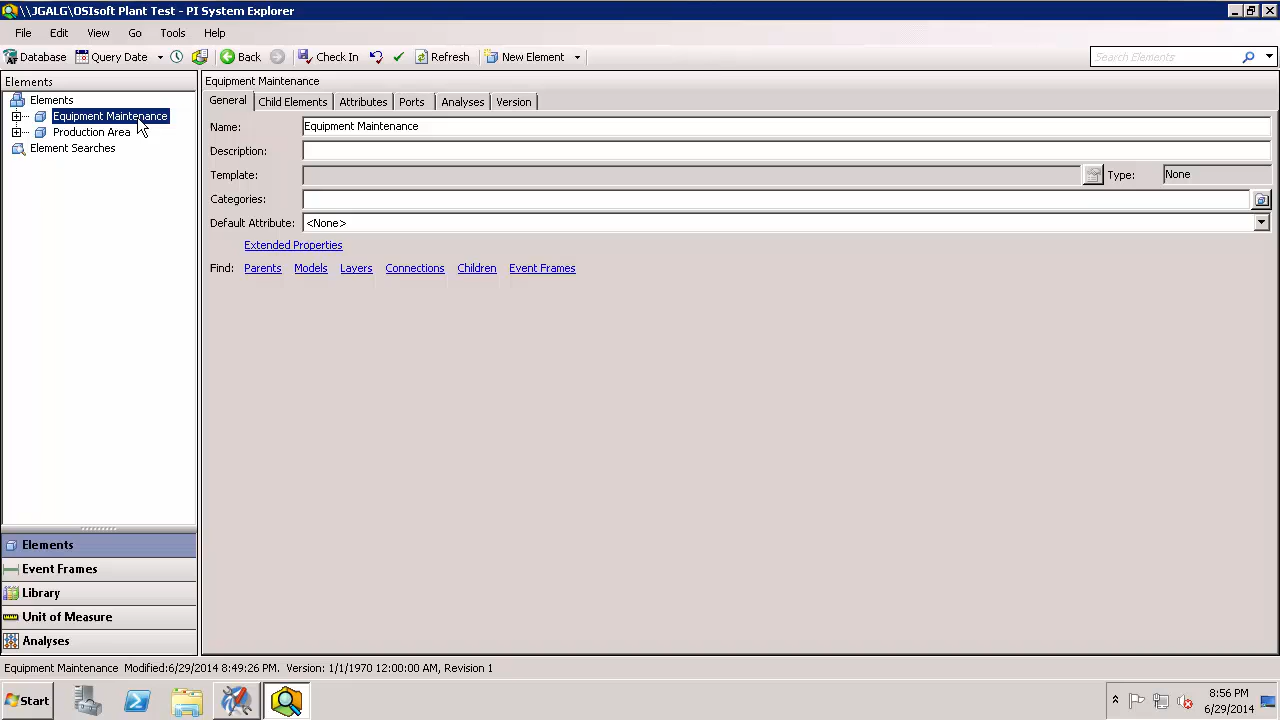 \\JGALG\OSIsoft Plant Test - PI System Explorer
File Edit View Go Tools Help
Database Query Date Back Check In Refresh New Element Search Elements
Elements
Elements
Equipment Maintenance
Production Area
Element Searches
Equipment Maintenance
General Child Elements Attributes Ports Analyses Version
Name: Equipment Maintenance
Description:
Template: Type: None
Categories:
Default Attribute: <None>
Extended Properties
Find: Parents Models Layers Connections Children Event Frames
Elements
Event Frames
Library
Unit of Measure
Analyses
Equipment Maintenance Modified:6/29/2014 8:49:26 PM. Version: 1/1/1970 12:00:00 AM, Revision 1
Start
8:56 PM
6/29/2014